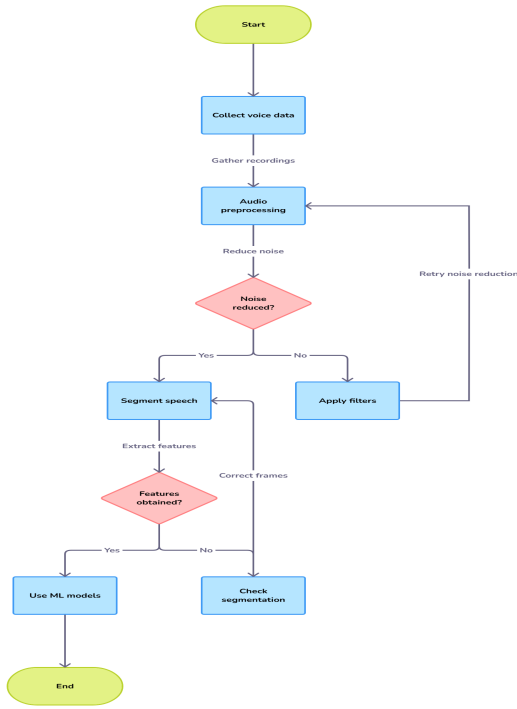 Start
Collect voice data
Gather recordings
Audio
preprocessing
Reduce noise
Retry noise reduction
Noise
reduced?
Yes
No
Segment speech
Apply filters
Extract features
Correct frames
Features
obtained?
Yes
No
Use ML models
Check
segmentation
End